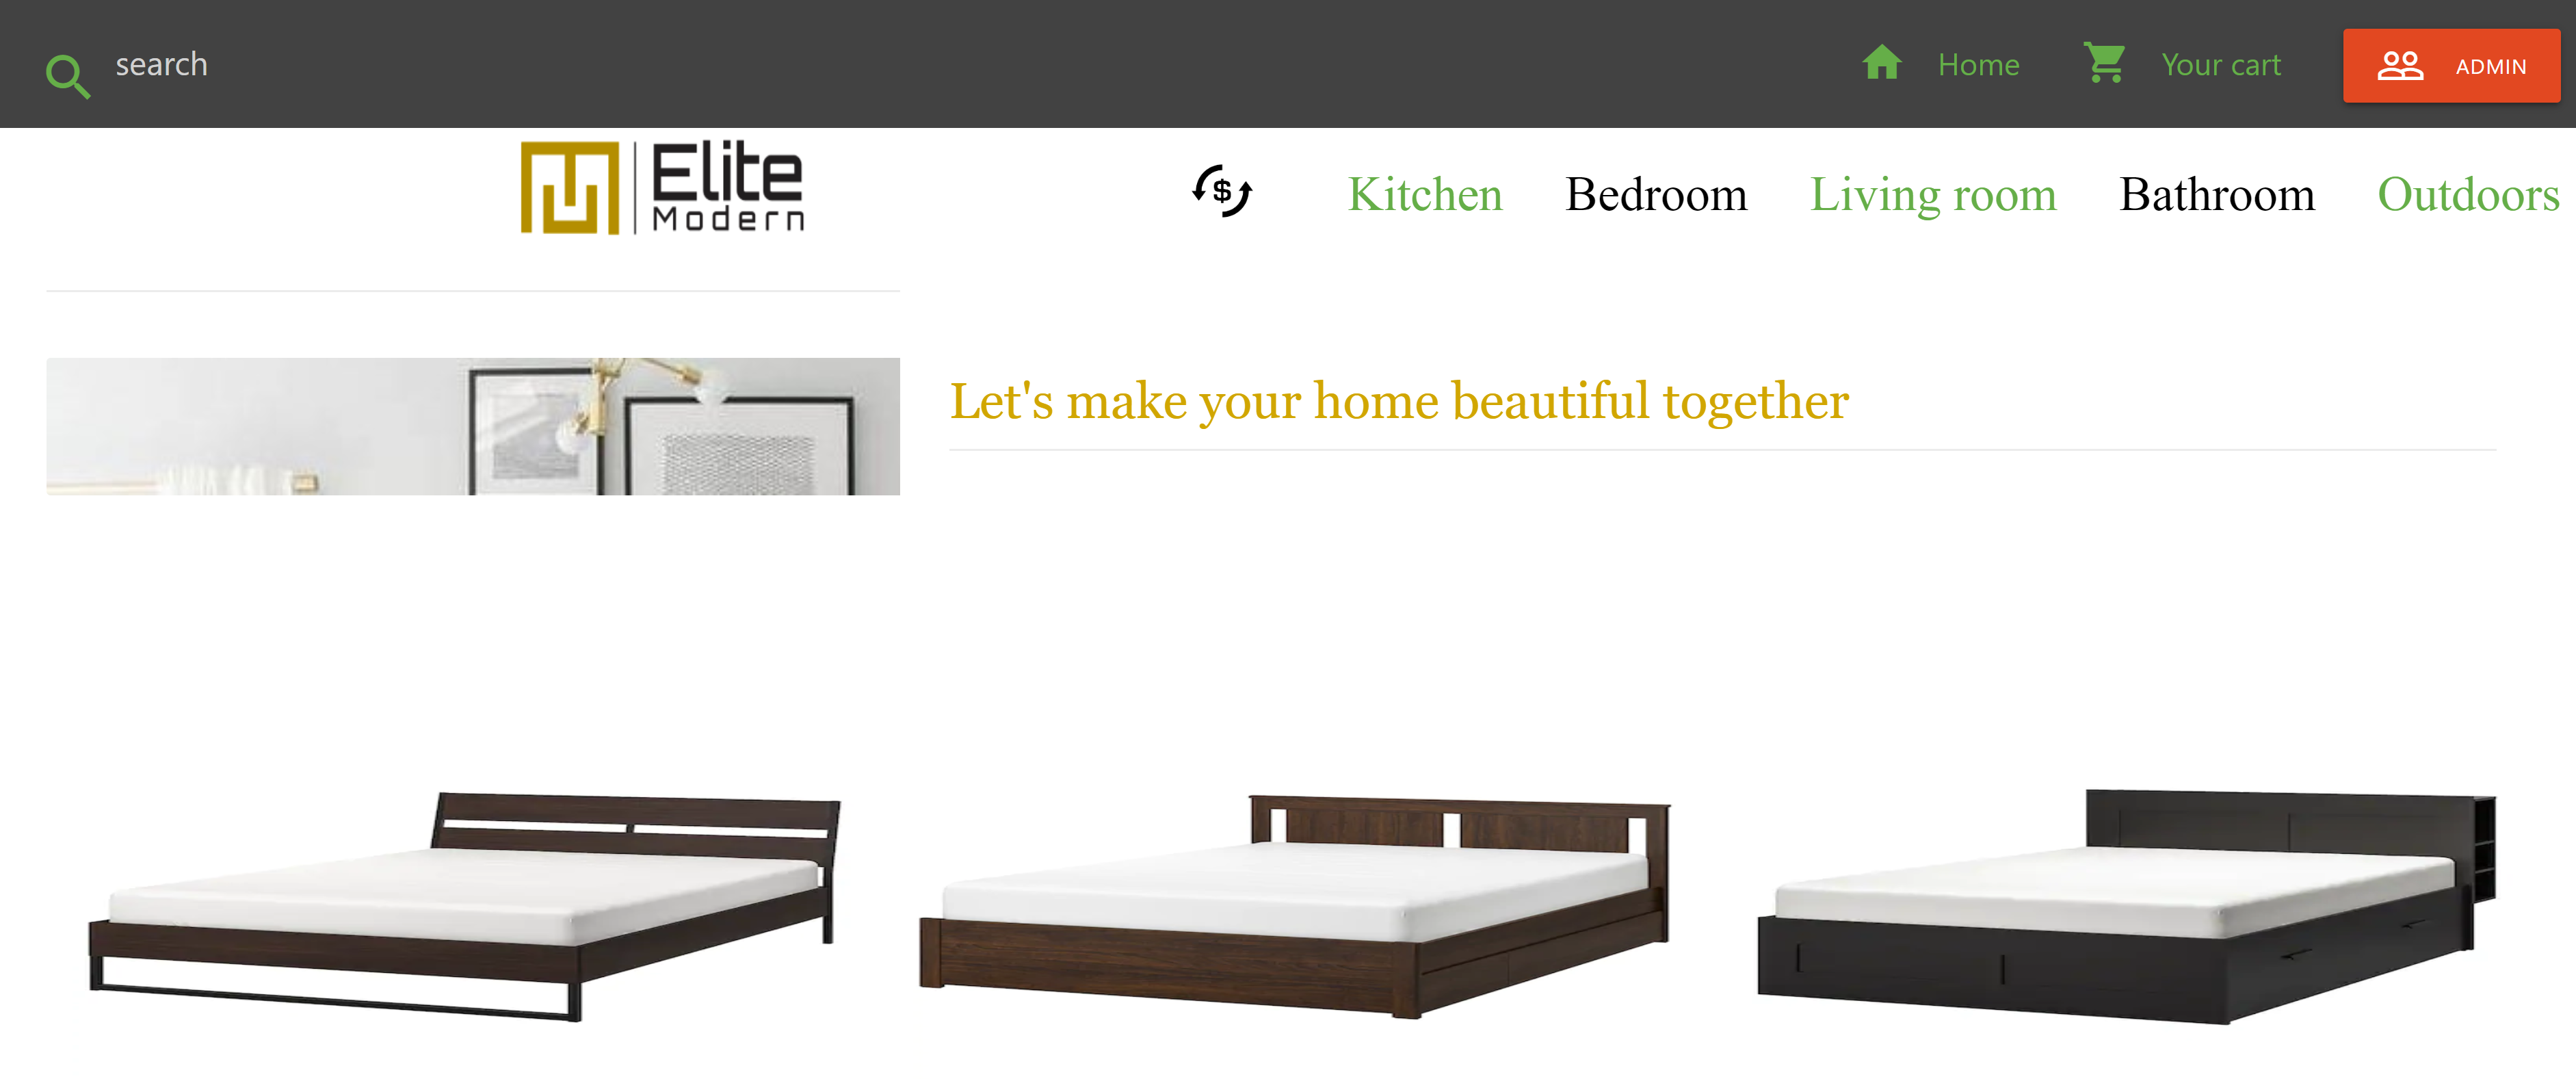 search
Home
Your cart
ADMIN
Elite
Modern
$
Kitchen
Bedroom
Living room
Bathroom
Outdoors
Let's make your home beautiful together